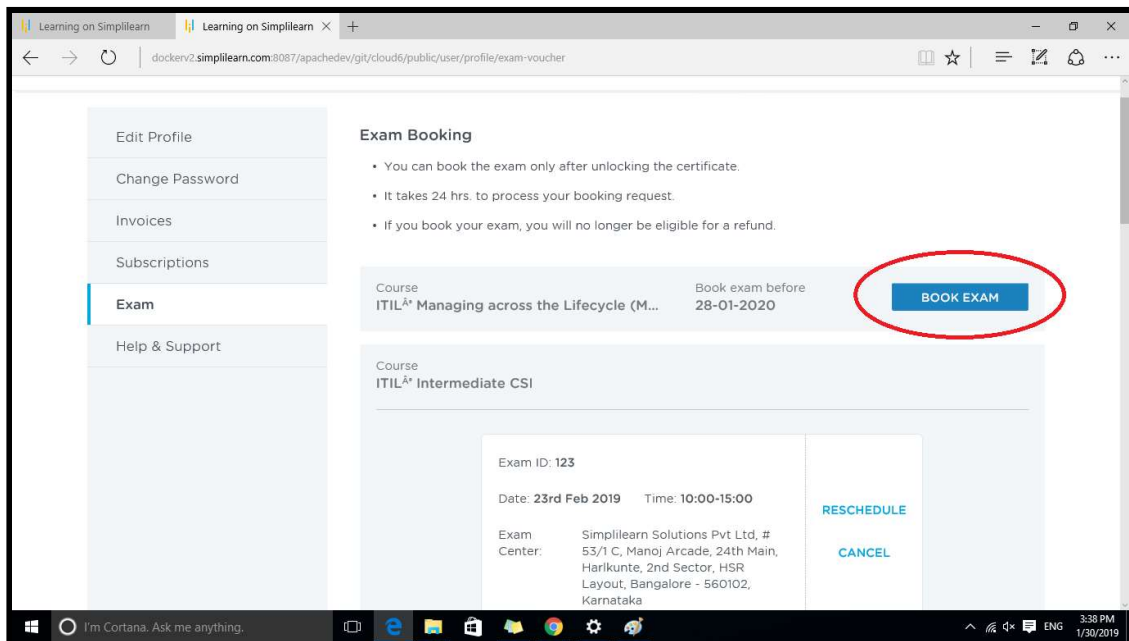 Learning on Simplilearn
Learning on Simplilearn
dockerv2.simplilearn.com:8087/apachedev/git/cloud6/public/user/profile/exam-voucher
Edit Profile
Change Password
Invoices
Subscriptions
Exam
Help & Support
Exam Booking
• You can book the exam only after unlocking the certificate.
• It takes 24 hrs. to process your booking request.
• If you book your exam, you will no longer be eligible for a refund.
Course
ITILÂ® Managing across the Lifecycle (M...
Book exam before
28-01-2020
BOOK EXAM
Course
ITILÂ® Intermediate CSI
Exam ID: 123
Date: 23rd Feb 2019 Time: 10:00-15:00
Exam Center:
Simplilearn Solutions Pvt Ltd, #
53/1 C, Manoj Arcade, 24th Main,
Harlkunte, 2nd Sector, HSR
Layout, Bangalore - 560102,
Karnataka
RESCHEDULE
CANCEL
I'm Cortana. Ask me anything.
ENG
3:38 PM
1/30/2019